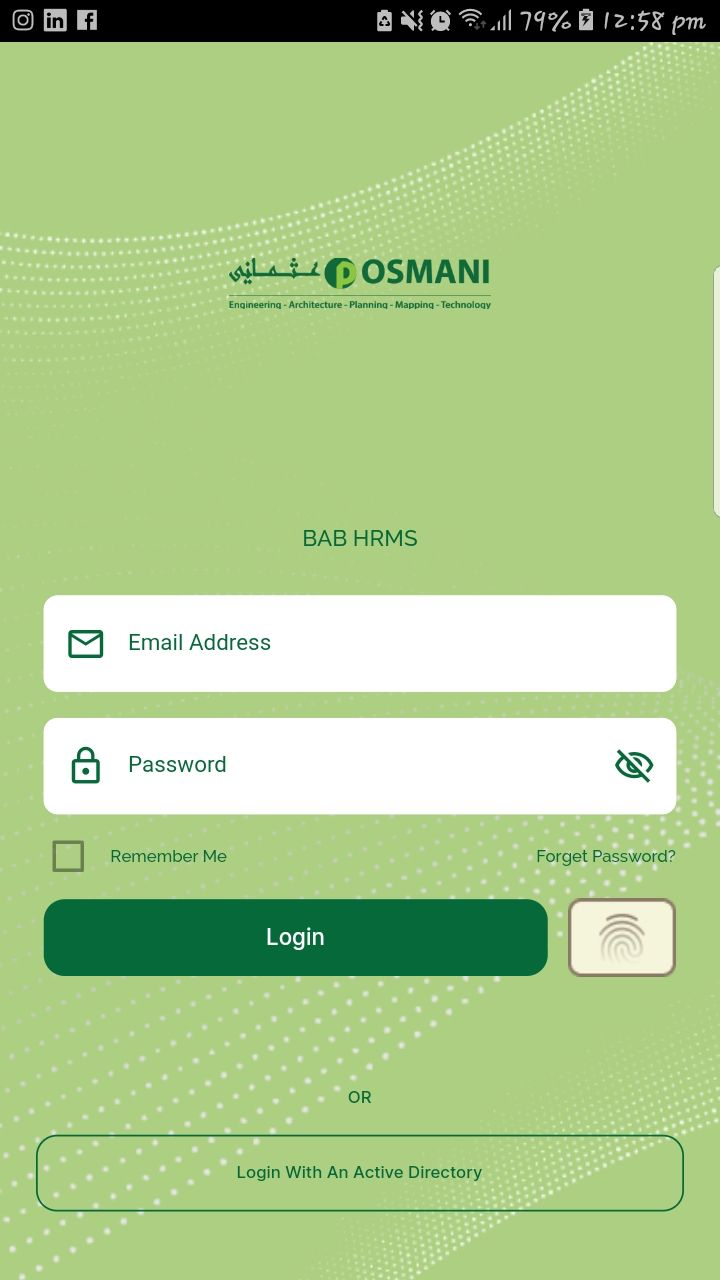 79% 12:58 pm
عثمانی OSMANI
Engineering - Architecture - Planning - Mapping - Technology
BAB HRMS
Email Address
Password
Remember Me Forget Password?
Login
OR
Login With An Active Directory